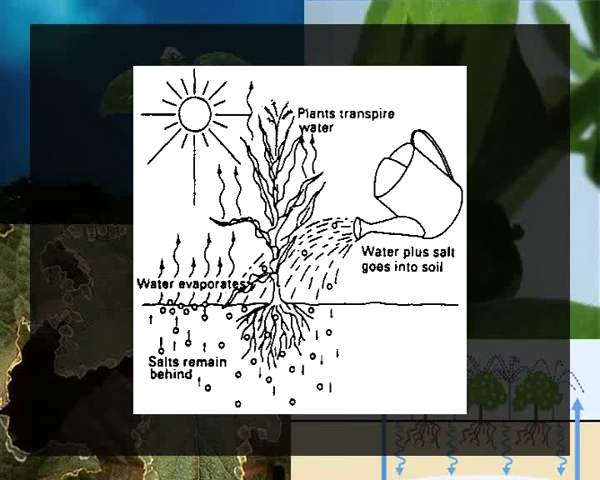 Plants transpire
water
Water plus salt
goes into soil
Water evaporates
Salts remain
behind